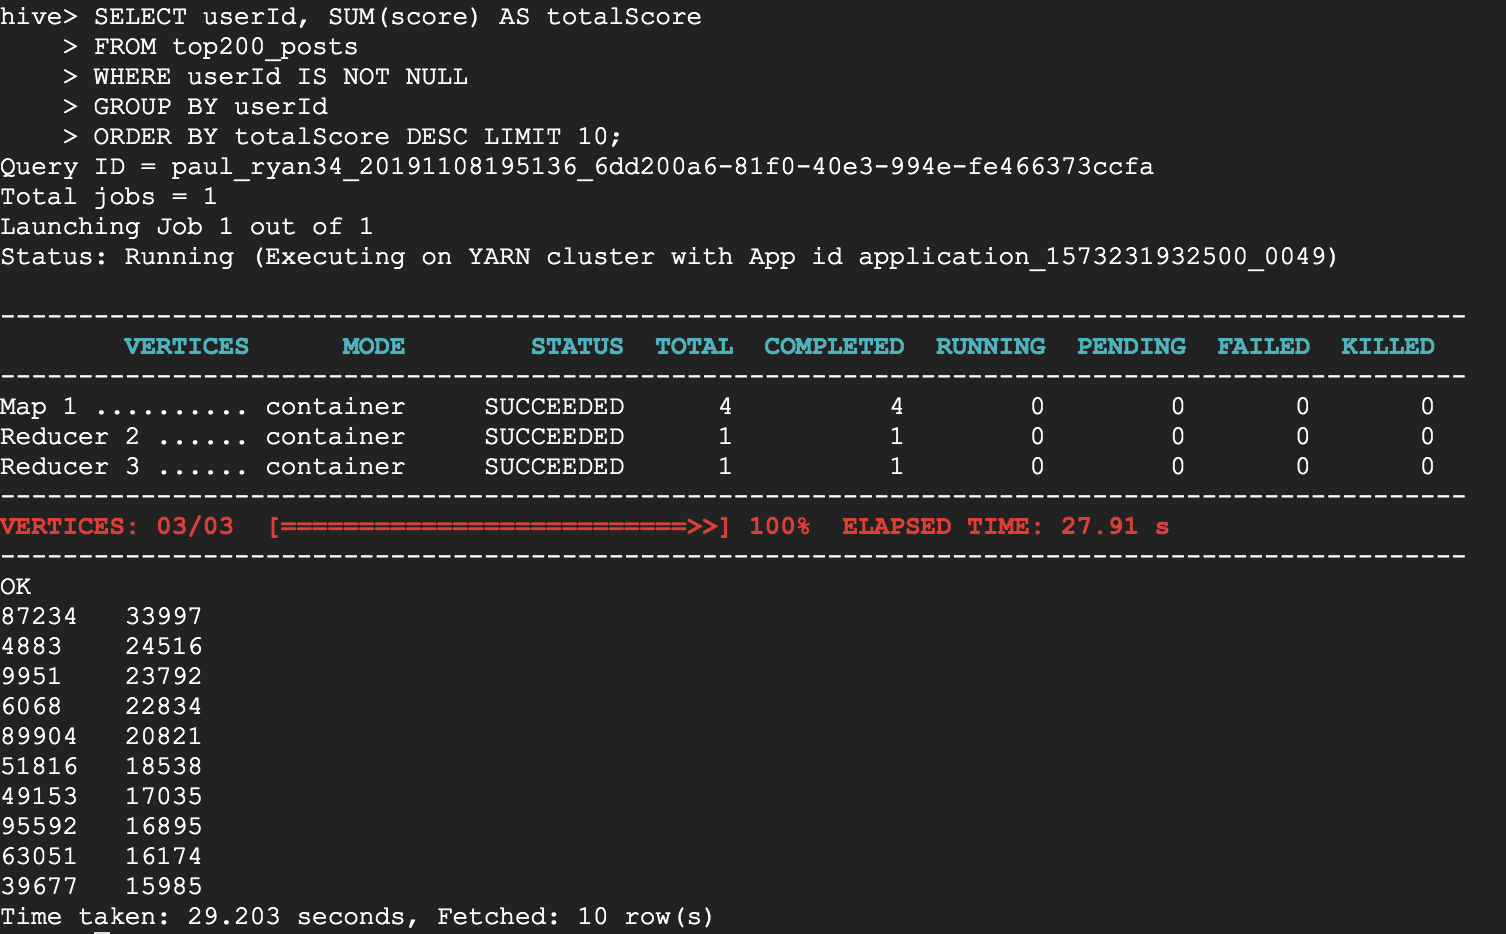 hive> SELECT userId, SUM(score) AS totalScore
    > FROM top200_posts
    > WHERE userId IS NOT NULL
    > GROUP BY userId
    > ORDER BY totalScore DESC LIMIT 10;
Query ID = paul_ryan34_20191108195136_6dd200a6-81f0-40e3-994e-fe466373ccfa
Total jobs = 1
Launching Job 1 out of 1
Status: Running (Executing on YARN cluster with App id application_1573231932500_0049)
----------------------------------------------------------------------------------------------
        VERTICES      MODE        STATUS  TOTAL  COMPLETED  RUNNING  PENDING  FAILED  KILLED
----------------------------------------------------------------------------------------------
Map 1 .......... container     SUCCEEDED      4          4        0        0       0       0
Reducer 2 ...... container     SUCCEEDED      1          1        0        0       0       0
Reducer 3 ...... container     SUCCEEDED      1          1        0        0       0       0
----------------------------------------------------------------------------------------------
VERTICES: 03/03  [==========================>>] 100%  ELAPSED TIME: 27.91 s
----------------------------------------------------------------------------------------------
OK
87234   33997
4883    24516
9951    23792
6068    22834
89904   20821
51816   18538
49153   17035
95592   16895
63051   16174
39677   15985
Time taken: 29.203 seconds, Fetched: 10 row(s)